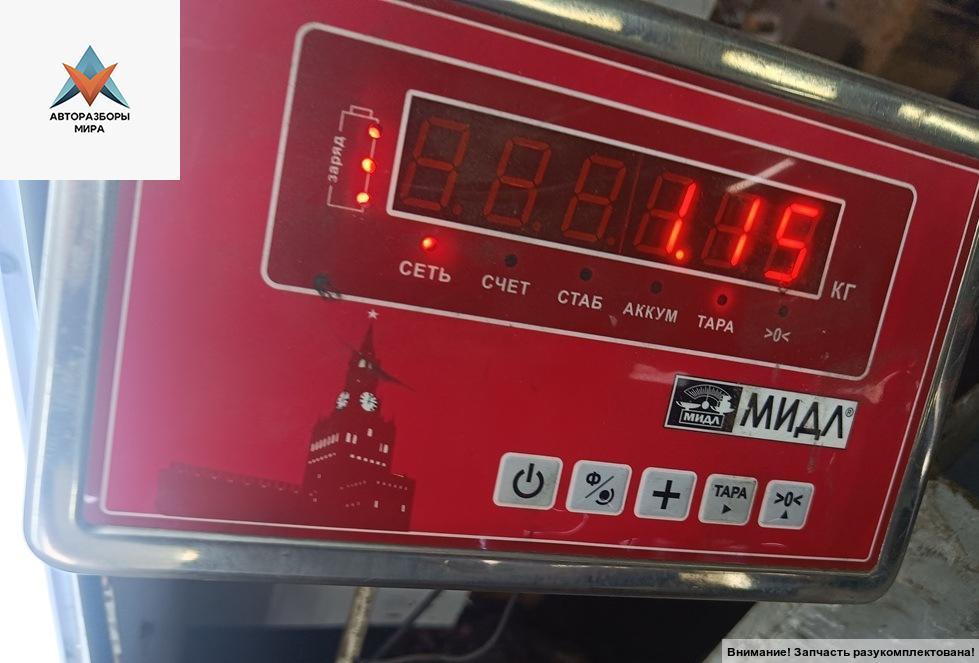 АВТОРАЗБОРЫ
МИРА
заряд
1.15
КГ
СЕТЬ
СЧЕТ
СТАБ
АККУМ
ТАРА
>0<
МИДЛ
МИДЛ®
Ф
ТАРА
>0<
Внимание! Запчасть разукомплектована!